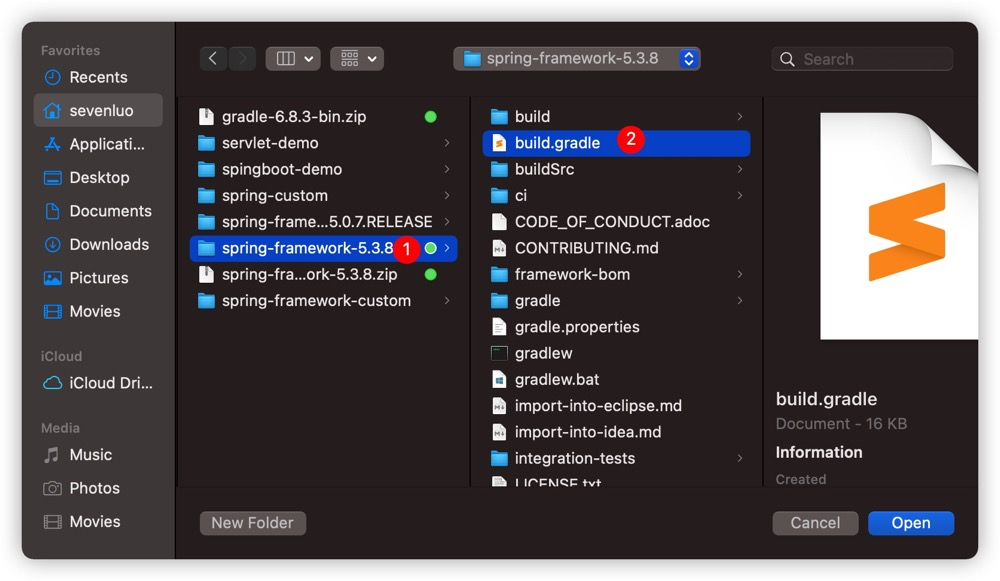 Favorites
Recents
sevenluo
Applicati...
Desktop
Documents
Downloads
Pictures
Movies
iCloud
iCloud Dri...
Media
Music
Photos
Movies
spring-framework-5.3.8
Search
gradle-6.8.3-bin.zip
servlet-demo
spingboot-demo
spring-custom
spring-frame...5.0.7.RELEASE
spring-framework-5.3.8
1
spring-fra...ork-5.3.8.zip
spring-framework-custom
build
build.gradle
2
buildSrc
ci
CODE_OF_CONDUCT.adoc
CONTRIBUTING.md
framework-bom
gradle
gradle.properties
gradlew
gradlew.bat
import-into-eclipse.md
import-into-idea.md
integration-tests
LICENSE.txt
build.gradle
Document - 16 KB
Information
Created
New Folder
Cancel
Open